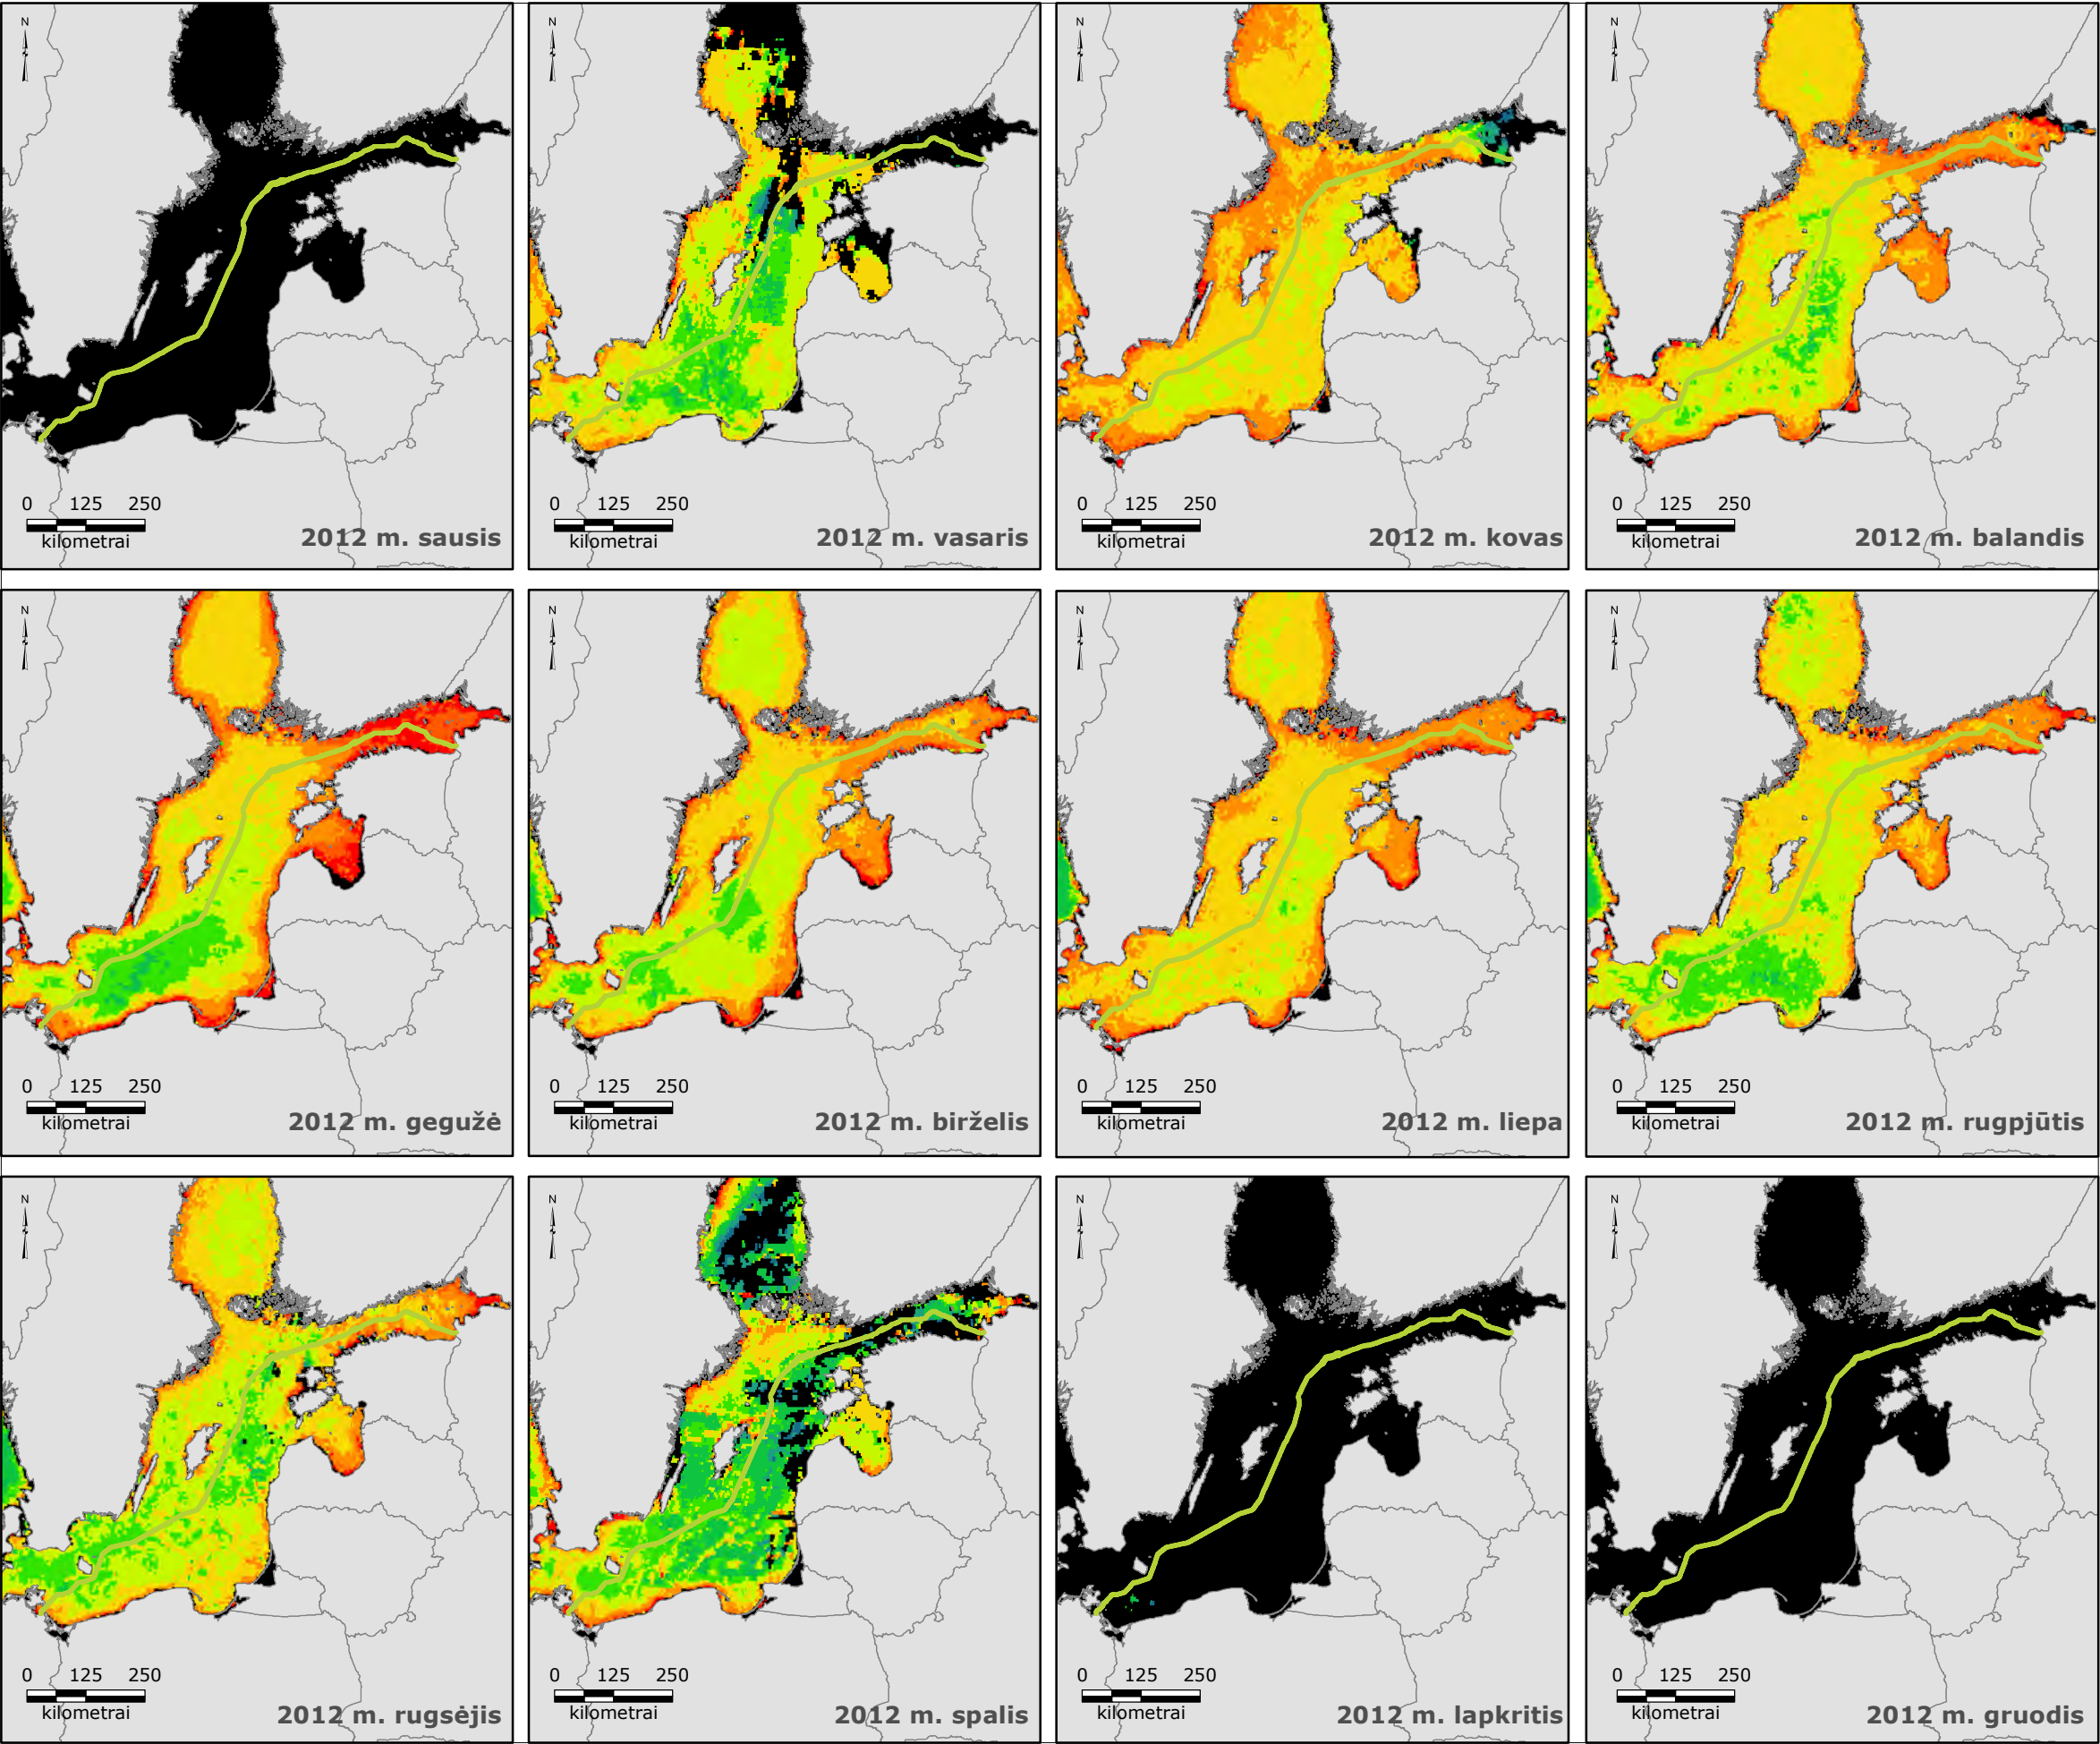 N
N
N
N
0 125 250
kilometrai
2012 m. sausis
0 125 250
kilometrai
2012 m. vasaris
0 125 250
kilometrai
2012 m. kovas
0 125 250
kilometrai
2012 m. balandis
N
N
N
N
0 125 250
kilometrai
2012 m. gegužė
0 125 250
kilometrai
2012 m. birželis
0 125 250
kilometrai
2012 m. liepa
0 125 250
kilometrai
2012 m. rugpjūtis
N
N
N
N
0 125 250
kilometrai
2012 m. rugsėjis
0 125 250
kilometrai
2012 m. spalis
0 125 250
kilometrai
2012 m. lapkritis
0 125 250
kilometrai
2012 m. gruodis